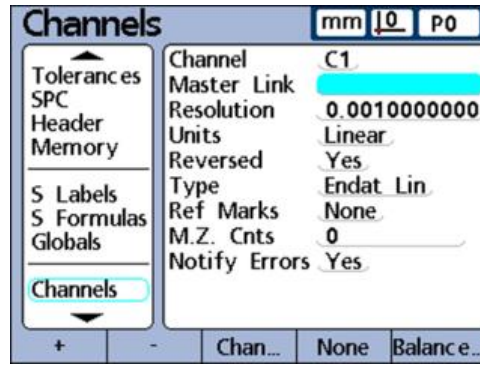 Channels mm 0 P0
Tolerances
SPC
Header
Memory
S Labels
S Formulas
Globals
Channels
Channel C1
Master Link
Resolution 0.0010000000
Units Linear
Reversed Yes
Type Endat Lin
Ref Marks None
M.Z. Cnts 0
Notify Errors Yes
+ - Chan... None Balance..